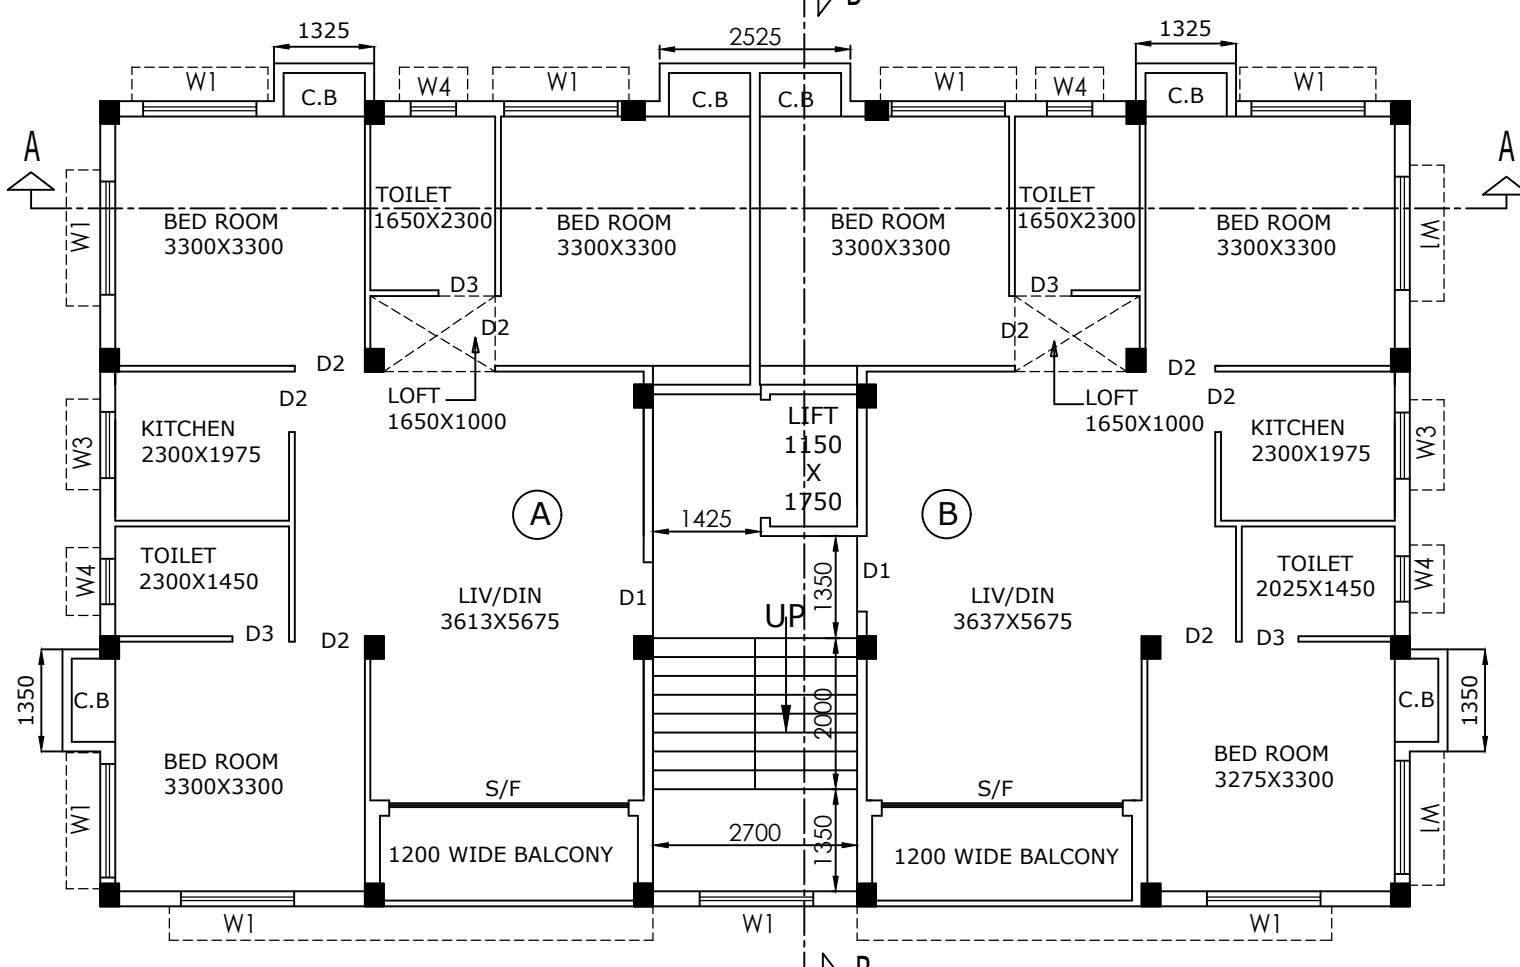 B
1325
2525
1325
W1
W4
W1
W1
W4
W1
C.B
C.B
C.B
C.B
A
A
TOILET
1650X2300
TOILET
1650X2300
BED ROOM
3300X3300
BED ROOM
3300X3300
BED ROOM
3300X3300
BED ROOM
3300X3300
W1
W1
D3
D3
D2
D2
D2
D2
D2
D2
LOFT
1650X1000
LOFT
1650X1000
KITCHEN
2300X1975
KITCHEN
2300X1975
W3
W3
LIFT
1150
X
1750
A
B
1425
TOILET
2300X1450
TOILET
2025X1450
W4
W4
D1
D1
1350
LIV/DIN
3613X5675
LIV/DIN
3637X5675
UP
D3
D2
D2
D3
1350
C.B
C.B
1350
2000
BED ROOM
3300X3300
BED ROOM
3275X3300
S/F
S/F
W1
W1
2700
1350
1200 WIDE BALCONY
1200 WIDE BALCONY
W1
W1
W1
B